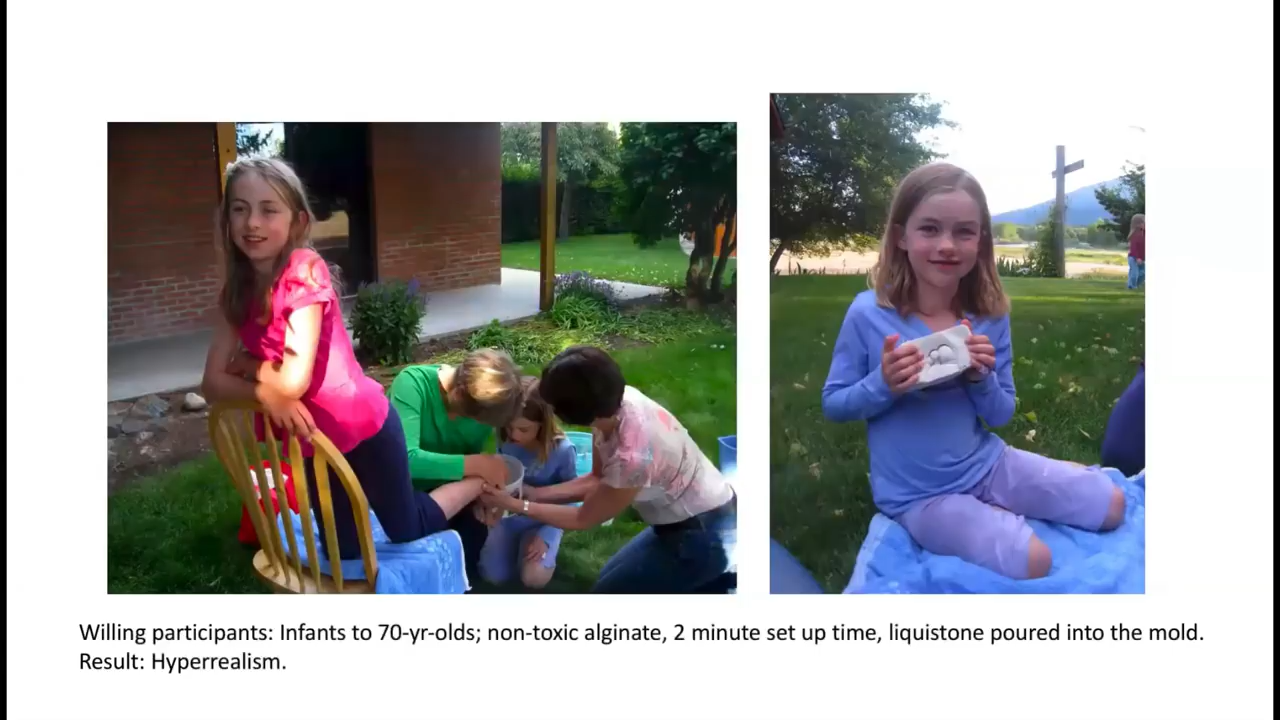 Willing participants: Infants to 70-yr-olds; non-toxic alginate, 2 minute set up time, liquistone poured into the mold.
Result: Hyperrealism.